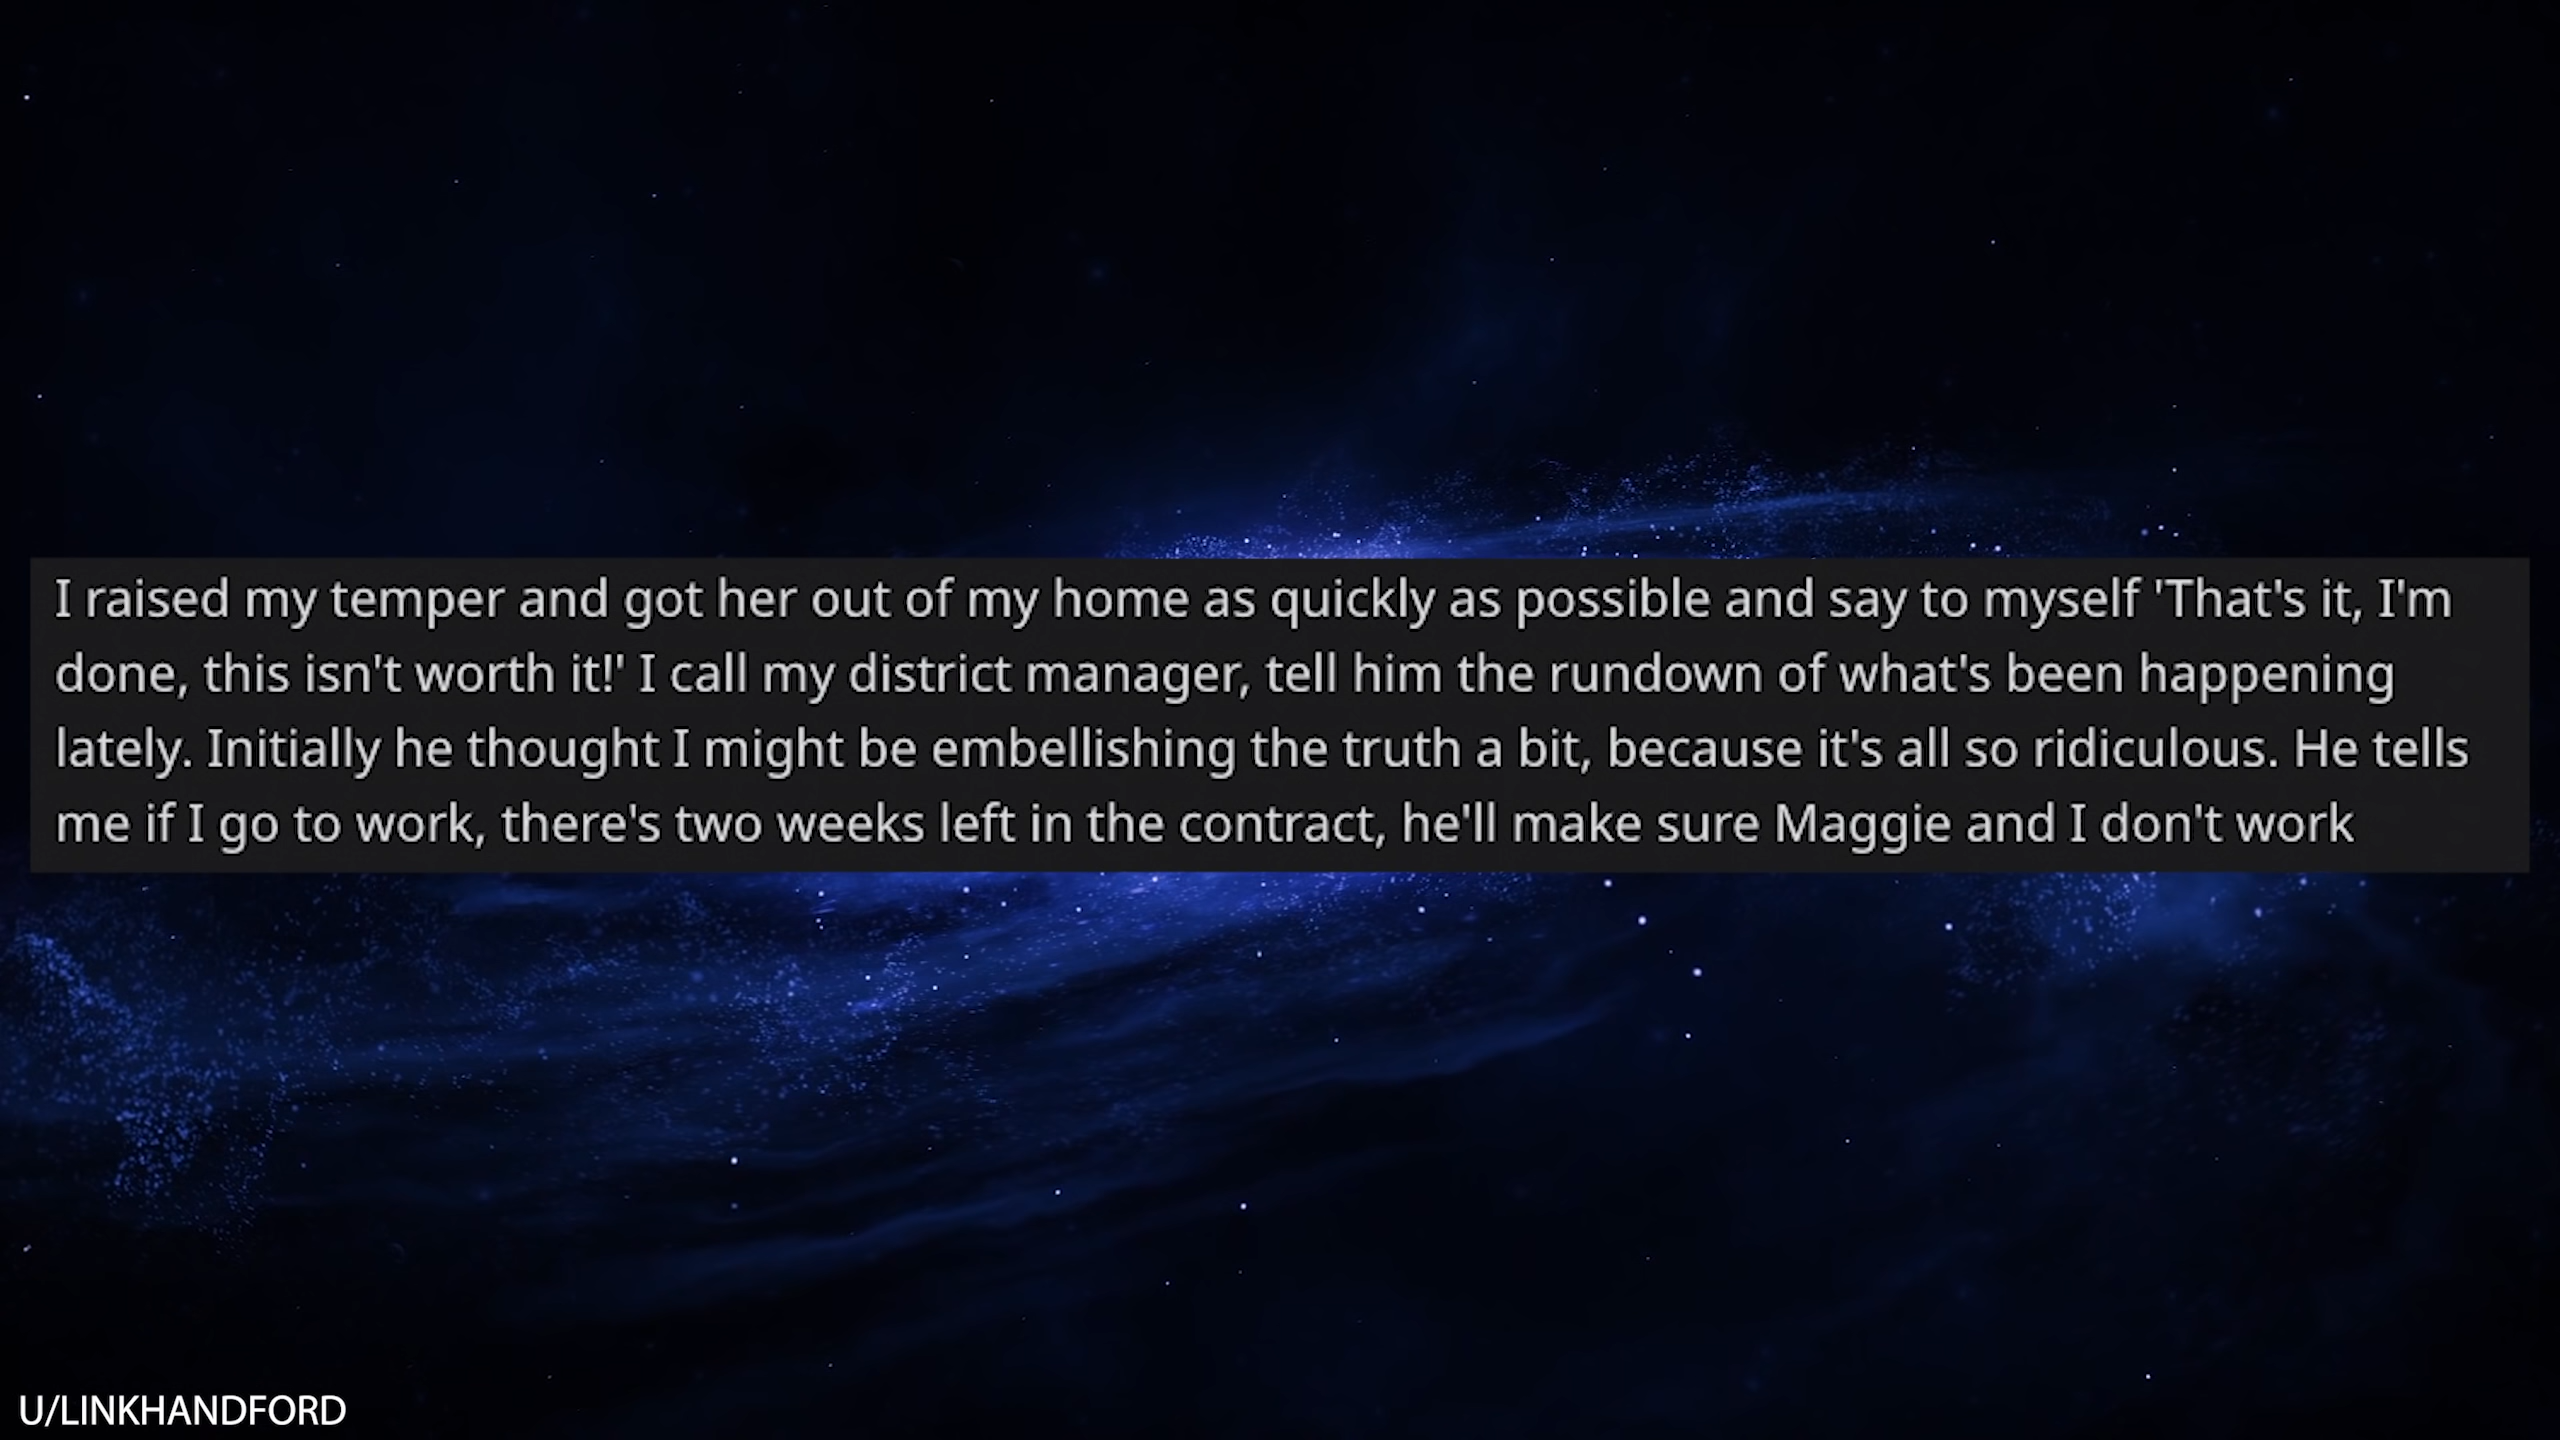 I raised my temper and got her out of my home as quickly as possible and say to myself 'That's it, I'm
done, this isn't worth it!' I call my district manager, tell him the rundown of what's been happening
lately. Initially he thought I might be embellishing the truth a bit, because it's all so ridiculous. He tells
me if I go to work, there's two weeks left in the contract, he'll make sure Maggie and I don't work
U/LINKHANDFORD